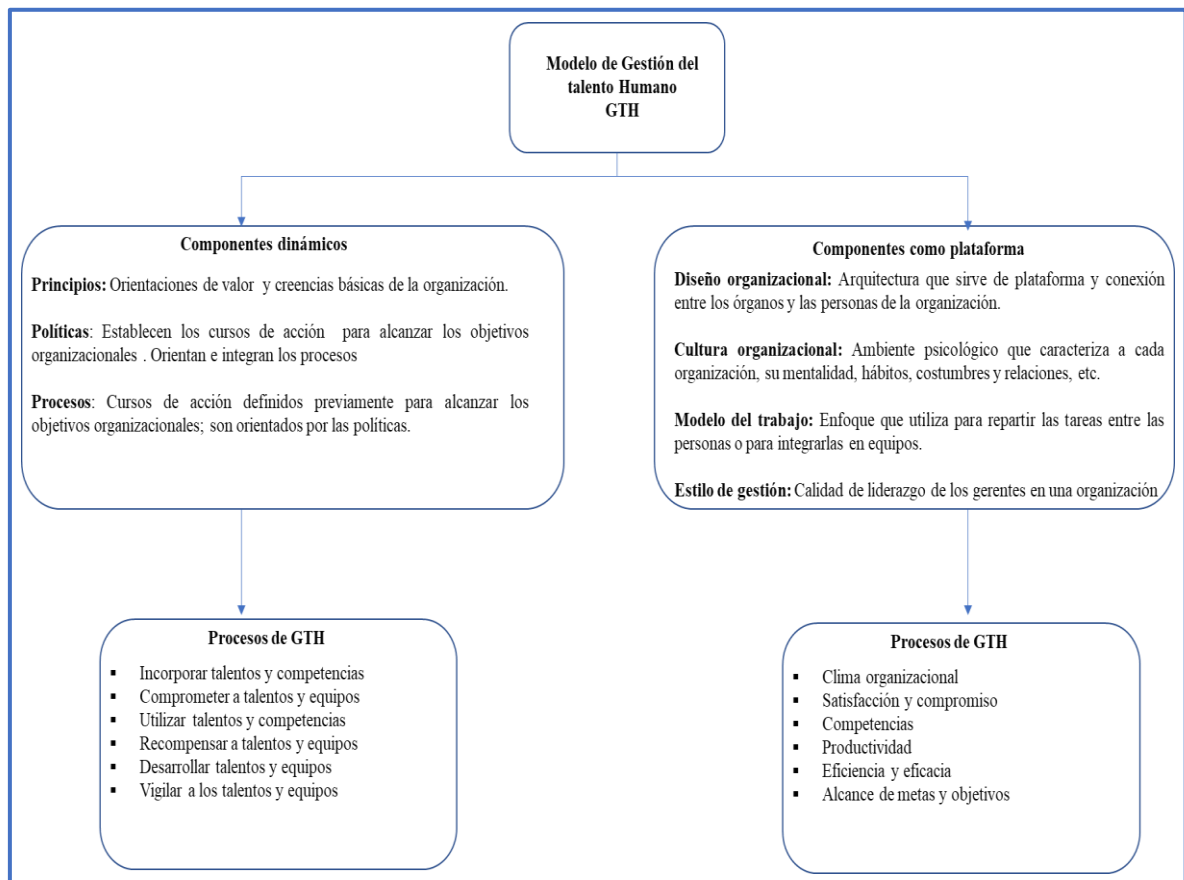 Modelo de Gestión del
talento Humano
GTH
Componentes dinámicos
Principios: Orientaciones de valor y creencias básicas de la organización.
Políticas: Establecen los cursos de acción para alcanzar los objetivos
organizacionales . Orientan e integran los procesos
Procesos: Cursos de acción definidos previamente para alcanzar los
objetivos organizacionales; son orientados por las políticas.
Componentes como plataforma
Diseño organizacional: Arquitectura que sirve de plataforma y conexión
entre los órganos y las personas de la organización.
Cultura organizacional: Ambiente psicológico que caracteriza a cada
organización, su mentalidad, hábitos, costumbres y relaciones, etc.
Modelo del trabajo: Enfoque que utiliza para repartir las tareas entre las
personas o para integrarlas en equipos.
Estilo de gestión: Calidad de liderazgo de los gerentes en una organización
Procesos de GTH
▪ Incorporar talentos y competencias
▪ Comprometer a talentos y equipos
▪ Utilizar talentos y competencias
▪ Recompensar a talentos y equipos
▪ Desarrollar talentos y equipos
▪ Vigilar a los talentos y equipos
Procesos de GTH
▪ Clima organizacional
▪ Satisfacción y compromiso
▪ Competencias
▪ Productividad
▪ Eficiencia y eficacia
▪ Alcance de metas y objetivos